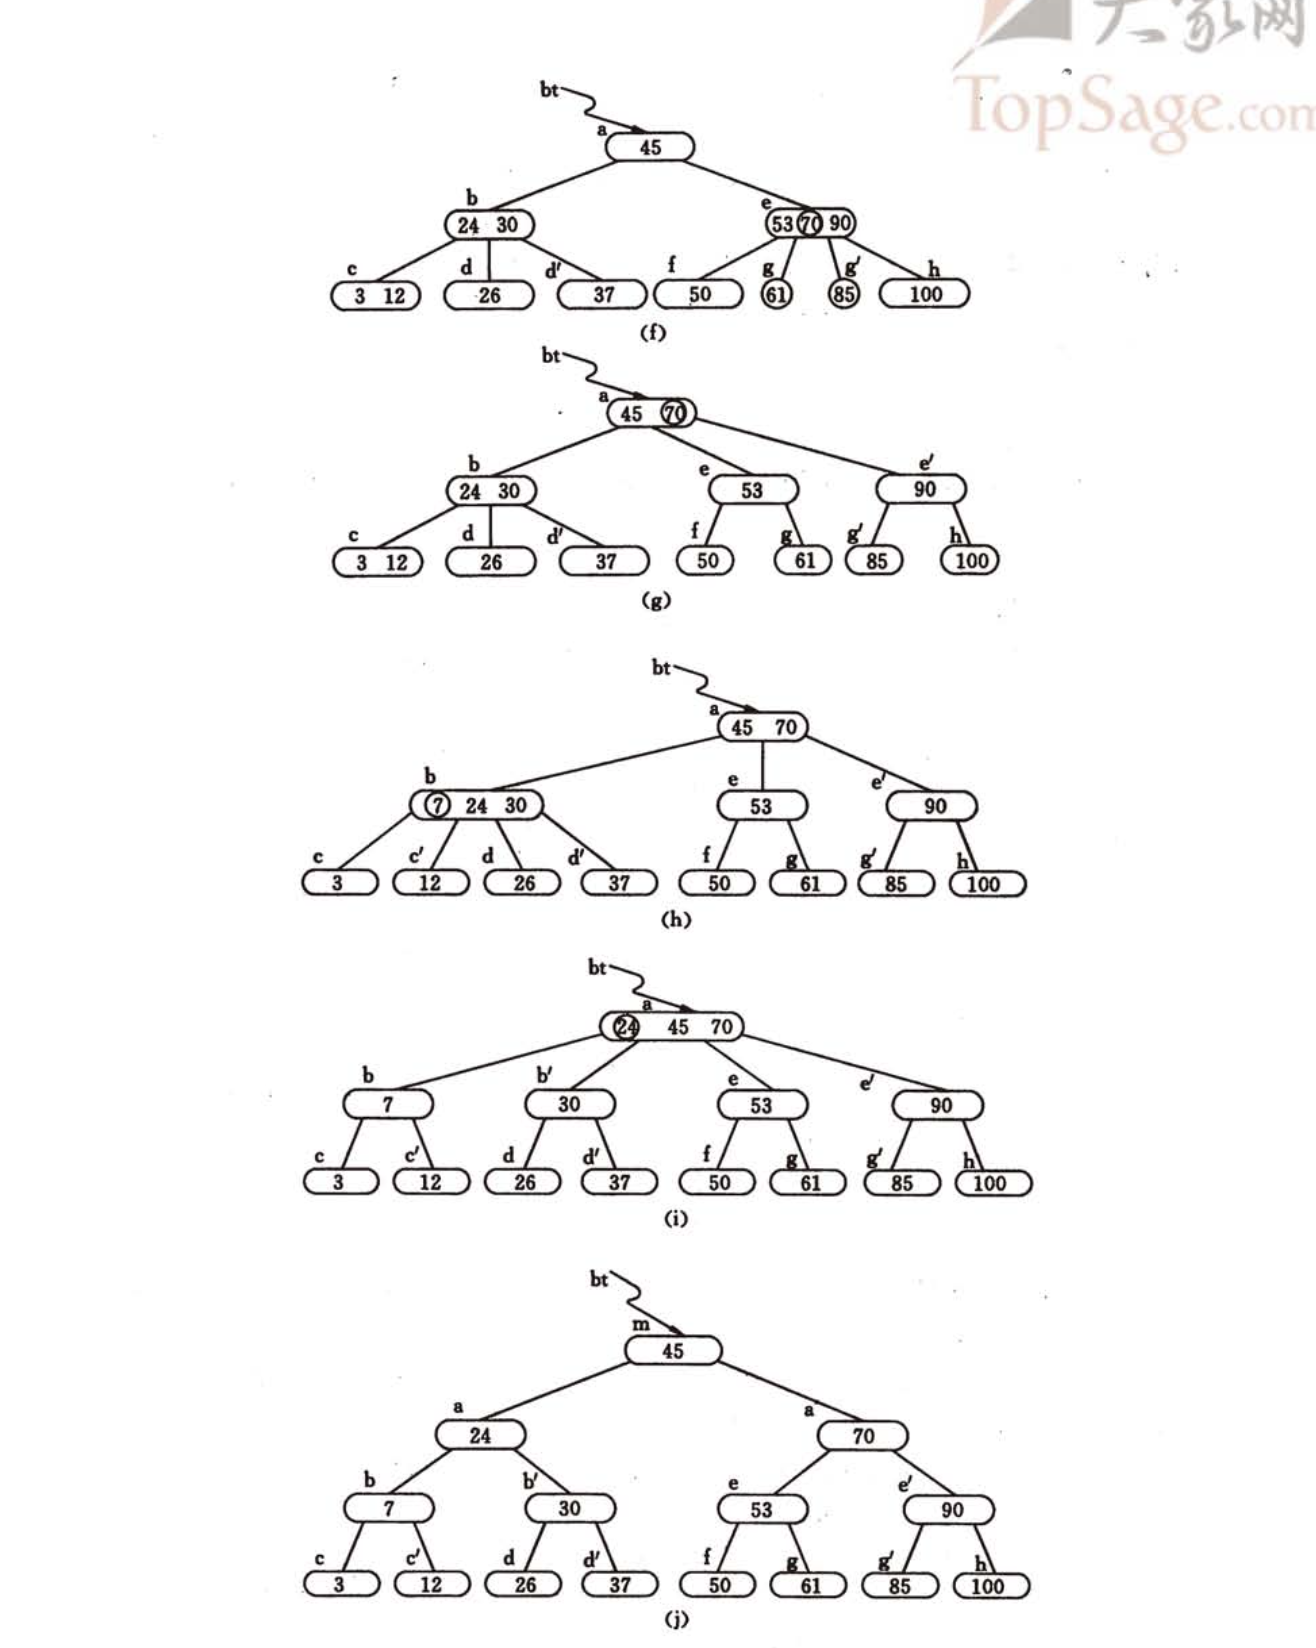 大家网
TopSage.com
bt
a
45
b e
24 30 53 70 90
c d d′ f g g′ h
3 12 26 37 50 61 85 100
(f)
bt
a
45 70
b e e′
24 30 53 90
c d d′ f g g′ h
3 12 26 37 50 61 85 100
(g)
bt
a
45 70
b e e′
7 24 30 53 90
c c′ d d′ f g g′ h
3 12 26 37 50 61 85 100
(h)
bt
a
24 45 70
b b′ e e′
7 30 53 90
c c′ d d′ f g g′ h
3 12 26 37 50 61 85 100
(i)
bt
m
45
a a′
24 70
b b′ e e′
7 30 53 90
c c′ d d′ f g g′ h
3 12 26 37 50 61 85 100
(j)